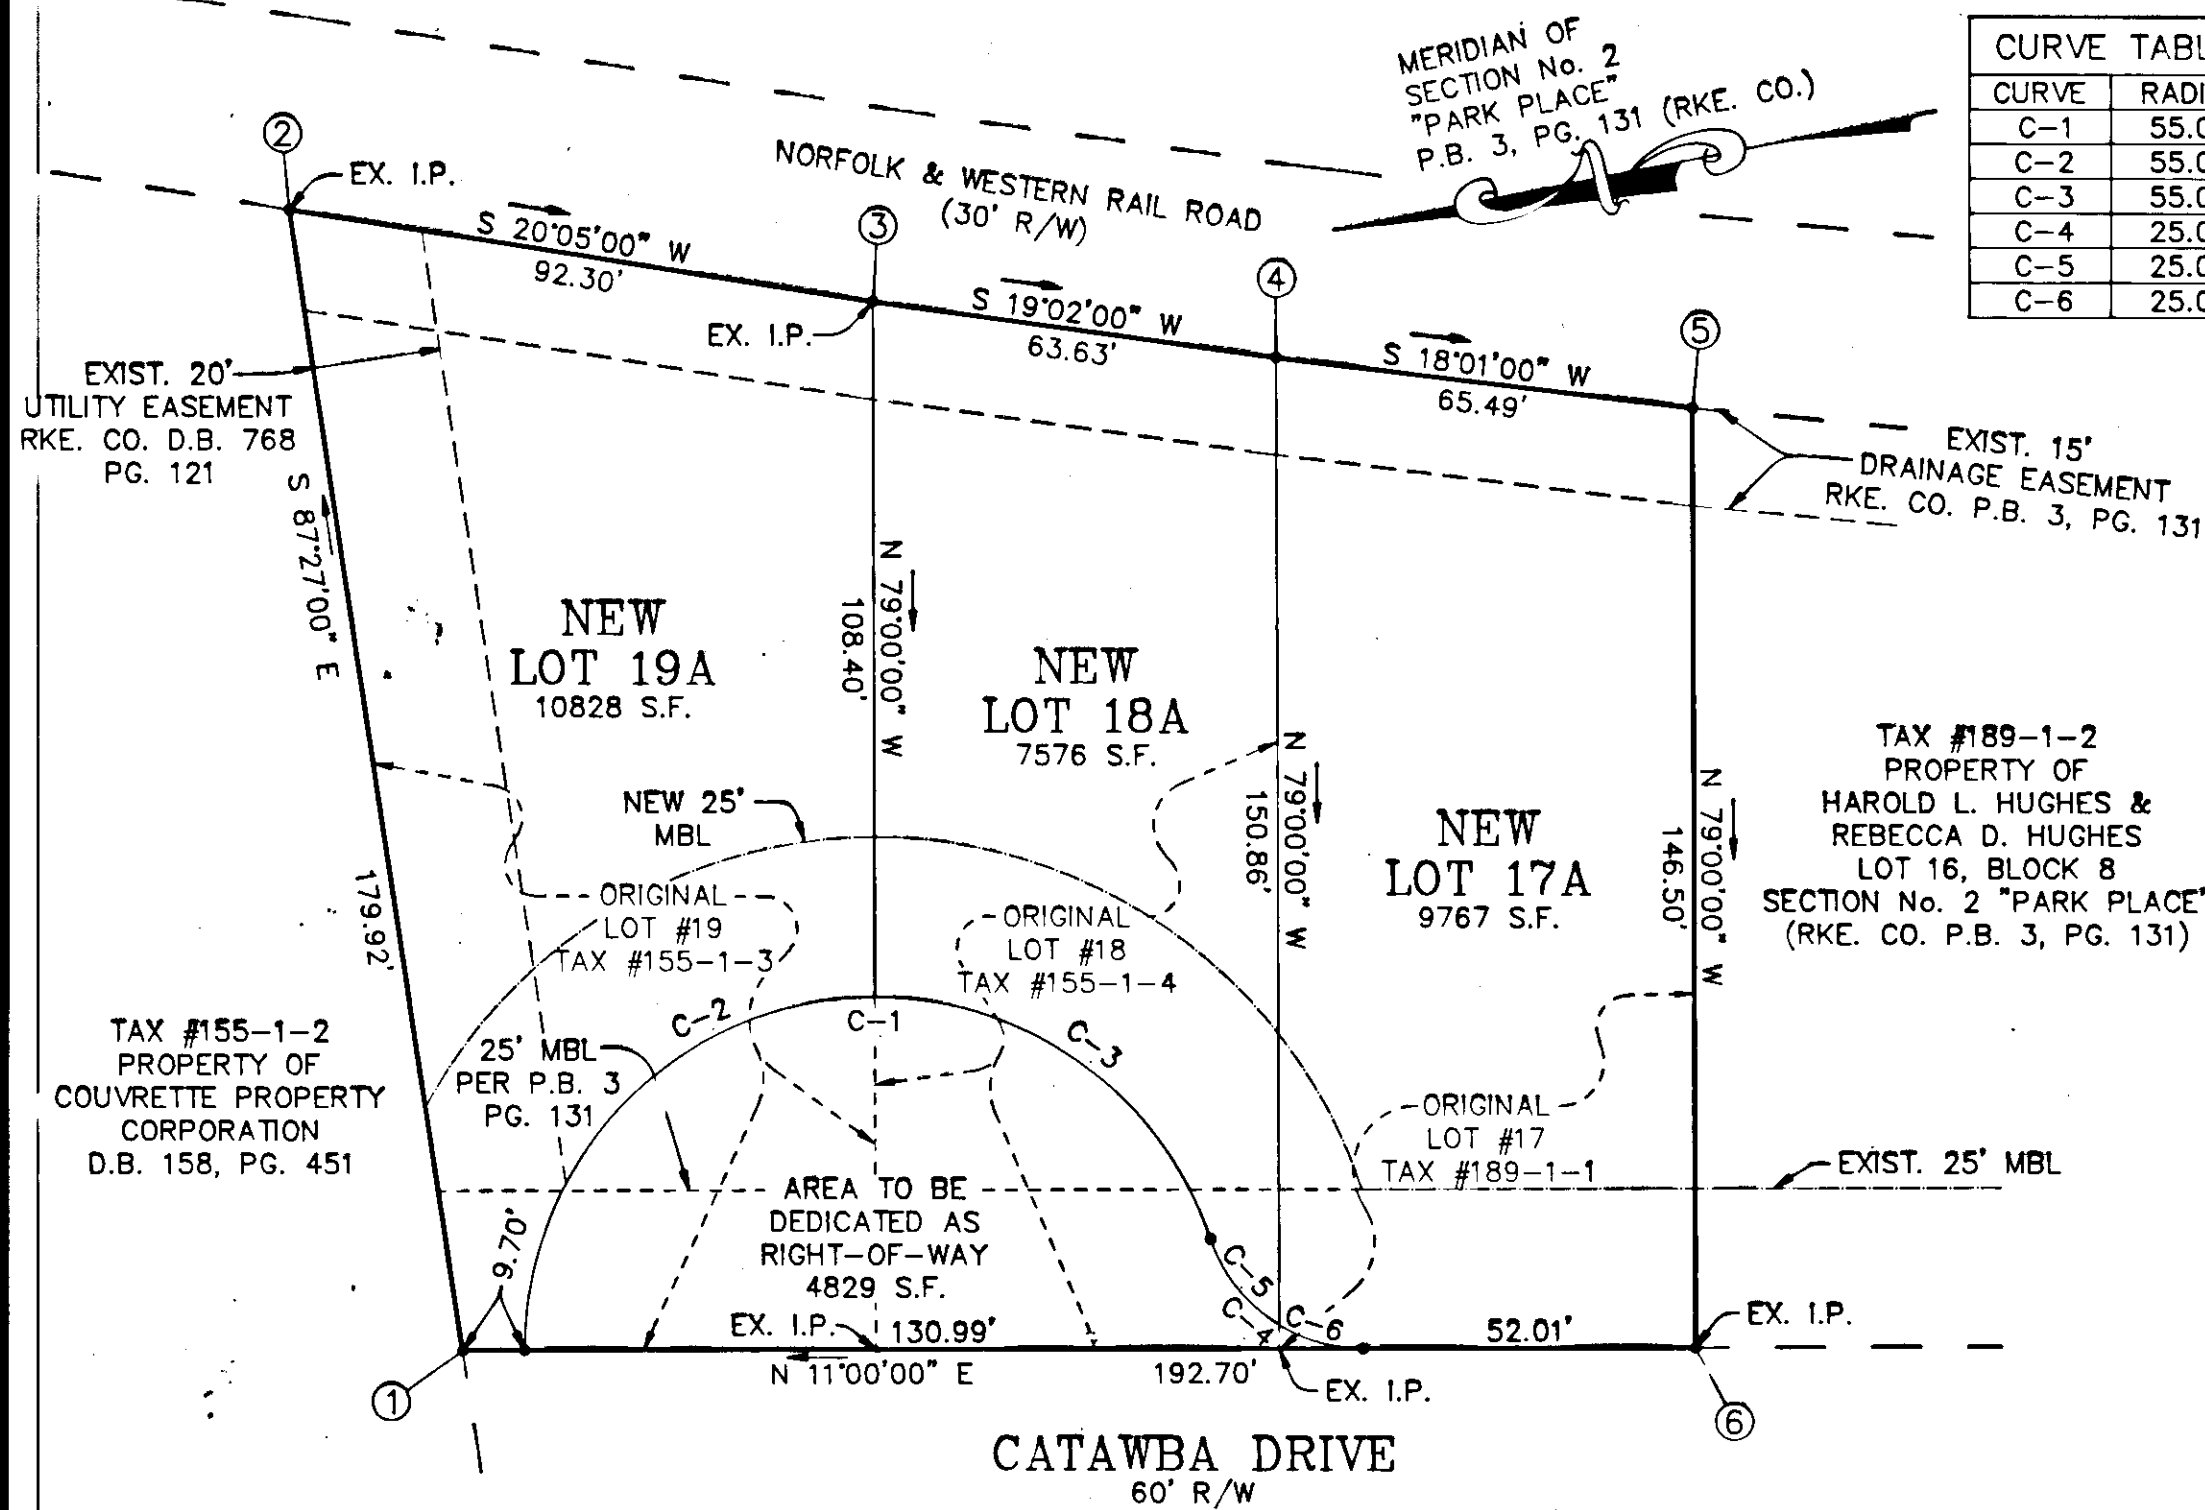 MERIDIAN OF
SECTION No. 2
"PARK PLACE"
P.B. 3, PG. 131 (RKE. CO.)
CURVE TABL
CURVE RADI
C-1 55.0
C-2 55.0
C-3 55.0
C-4 25.0
C-5 25.0
C-6 25.0
2
EX. I.P.
NORFOLK & WESTERN RAIL ROAD
(30' R/W)
3
4
5
S 20°05'00" W
92.30'
EX. I.P.
S 19°02'00" W
63.63'
S 18°01'00" W
65.49'
EXIST. 20'
UTILITY EASEMENT
RKE. CO. D.B. 768
PG. 121
EXIST. 15'
DRAINAGE EASEMENT
RKE. CO. P.B. 3, PG. 131
S 87°27'00" E
179.92'
N 79°00'00" W
108.40'
N 79°00'00" W
150.86'
N 79°00'00" W
146.50'
NEW
LOT 19A
10828 S.F.
NEW
LOT 18A
7576 S.F.
NEW
LOT 17A
9767 S.F.
TAX #189-1-2
PROPERTY OF
HAROLD L. HUGHES &
REBECCA D. HUGHES
LOT 16, BLOCK 8
SECTION No. 2 "PARK PLACE"
(RKE. CO. P.B. 3, PG. 131)
NEW 25'
MBL
ORIGINAL
LOT #19
TAX #155-1-3
ORIGINAL
LOT #18
TAX #155-1-4
C-2
C-1
C-3
TAX #155-1-2
PROPERTY OF
COUVRETTE PROPERTY
CORPORATION
D.B. 158, PG. 451
25' MBL
PER P.B. 3
PG. 131
ORIGINAL
LOT #17
TAX #189-1-1
EXIST. 25' MBL
AREA TO BE
DEDICATED AS
RIGHT-OF-WAY
4829 S.F.
9.70'
C-5
C-4
C-6
EX. I.P.
130.99'
52.01'
EX. I.P.
N 11°00'00" E
192.70'
EX. I.P.
1
6
CATAWBA DRIVE
60' R/W